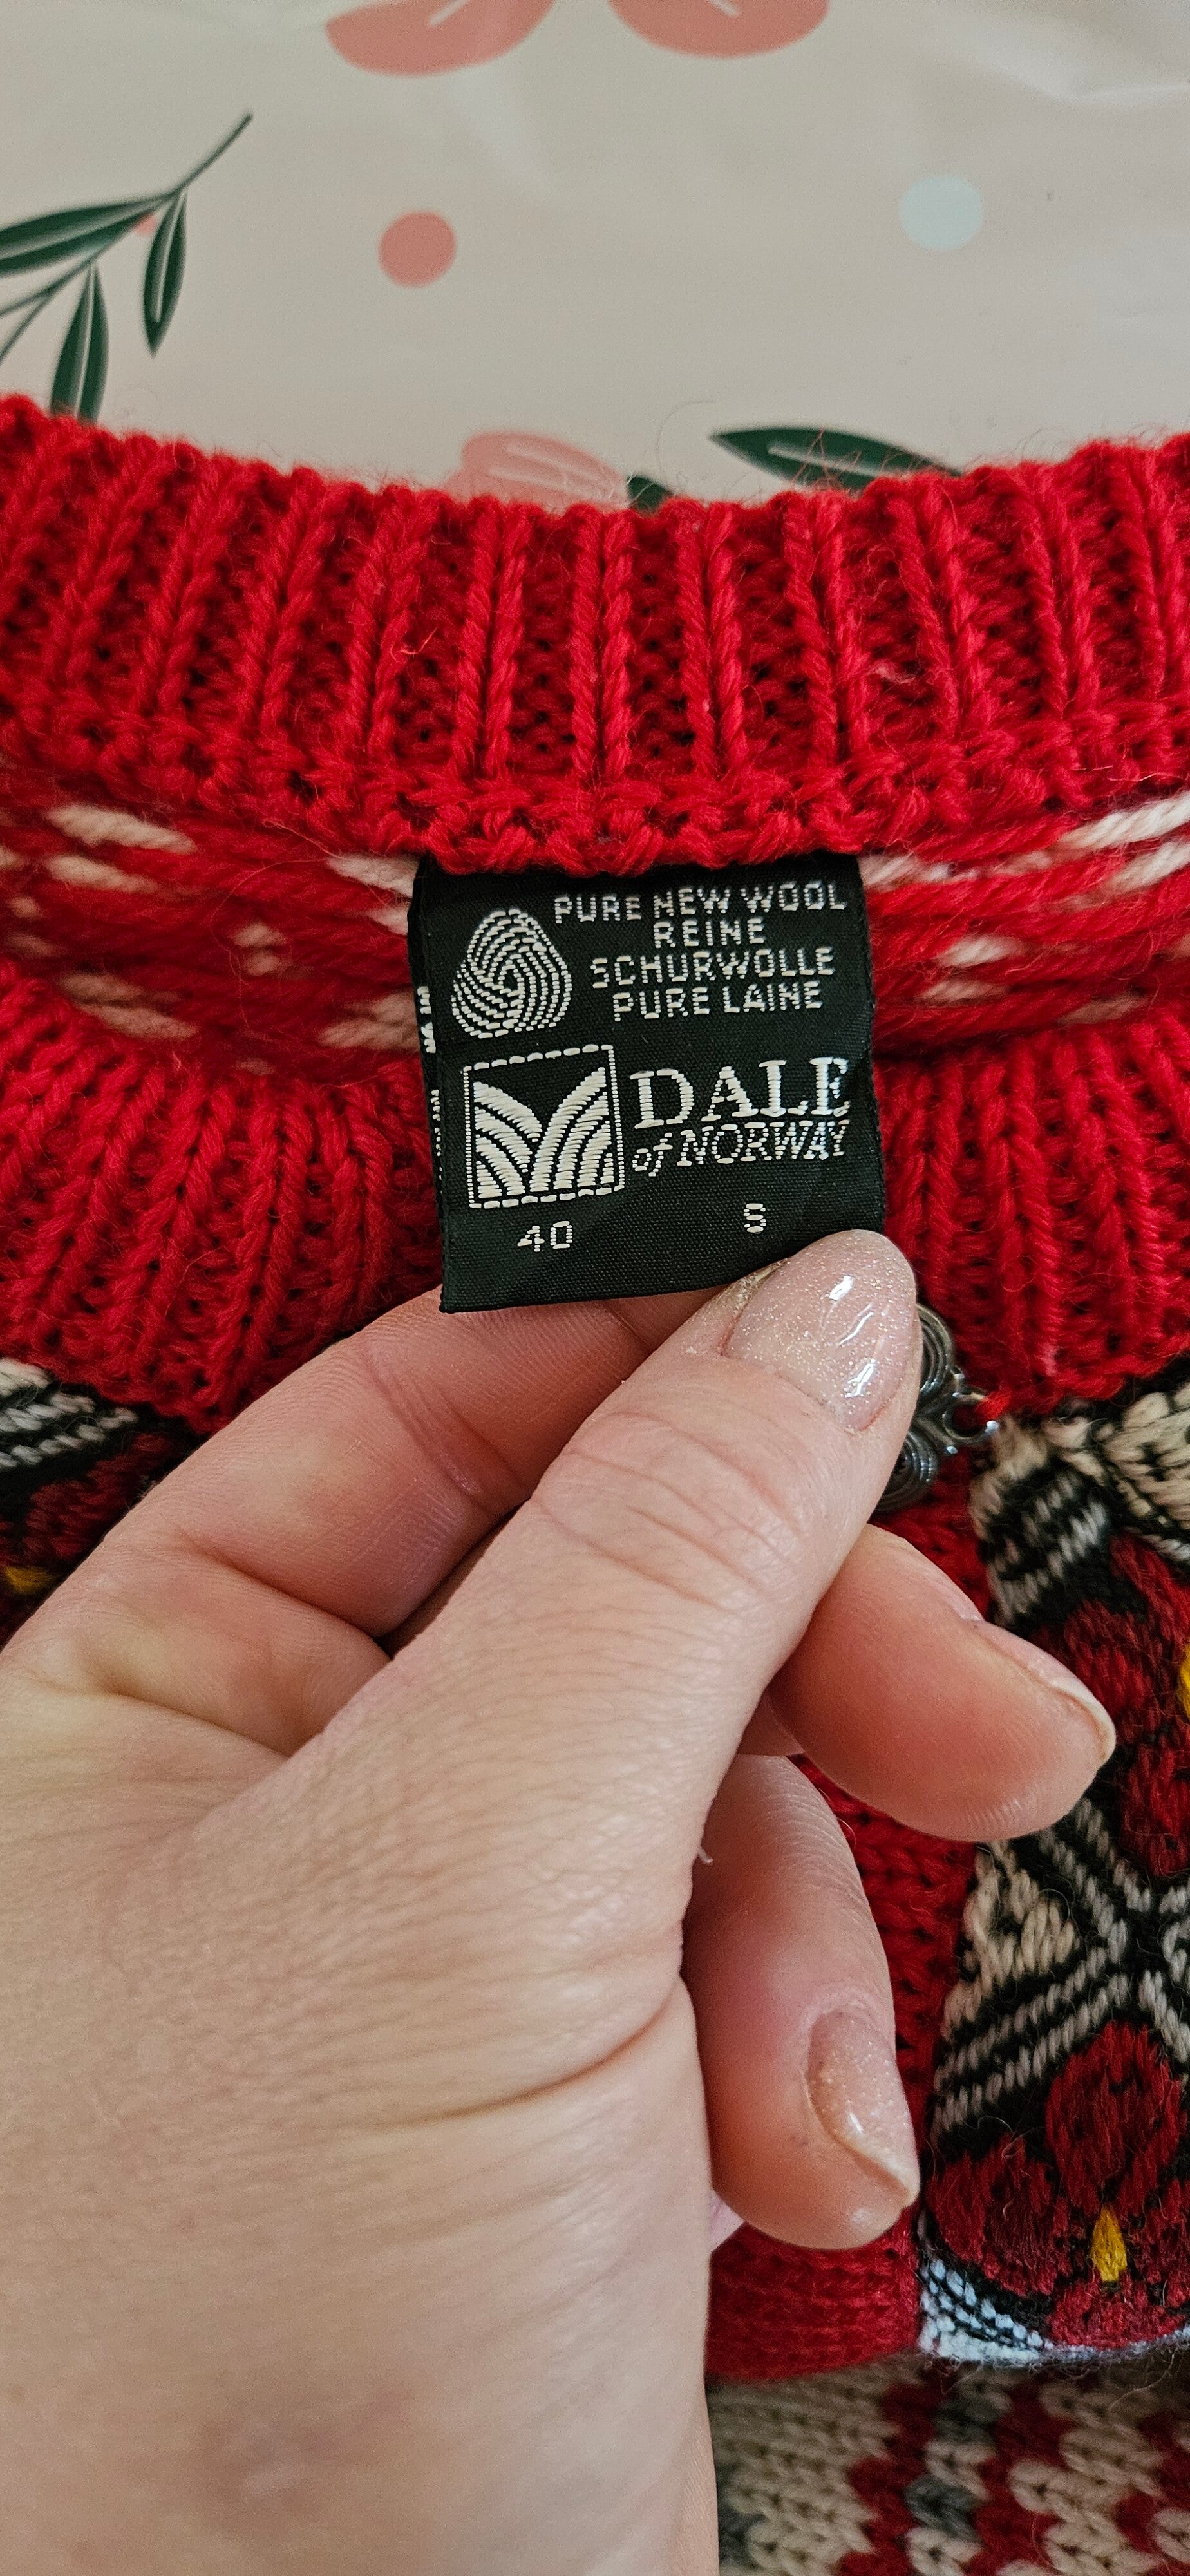 PURE NEW WOOL
REINE
SCHURWOLLE
PURE LAINE
DALE
of NORWAY
40 S